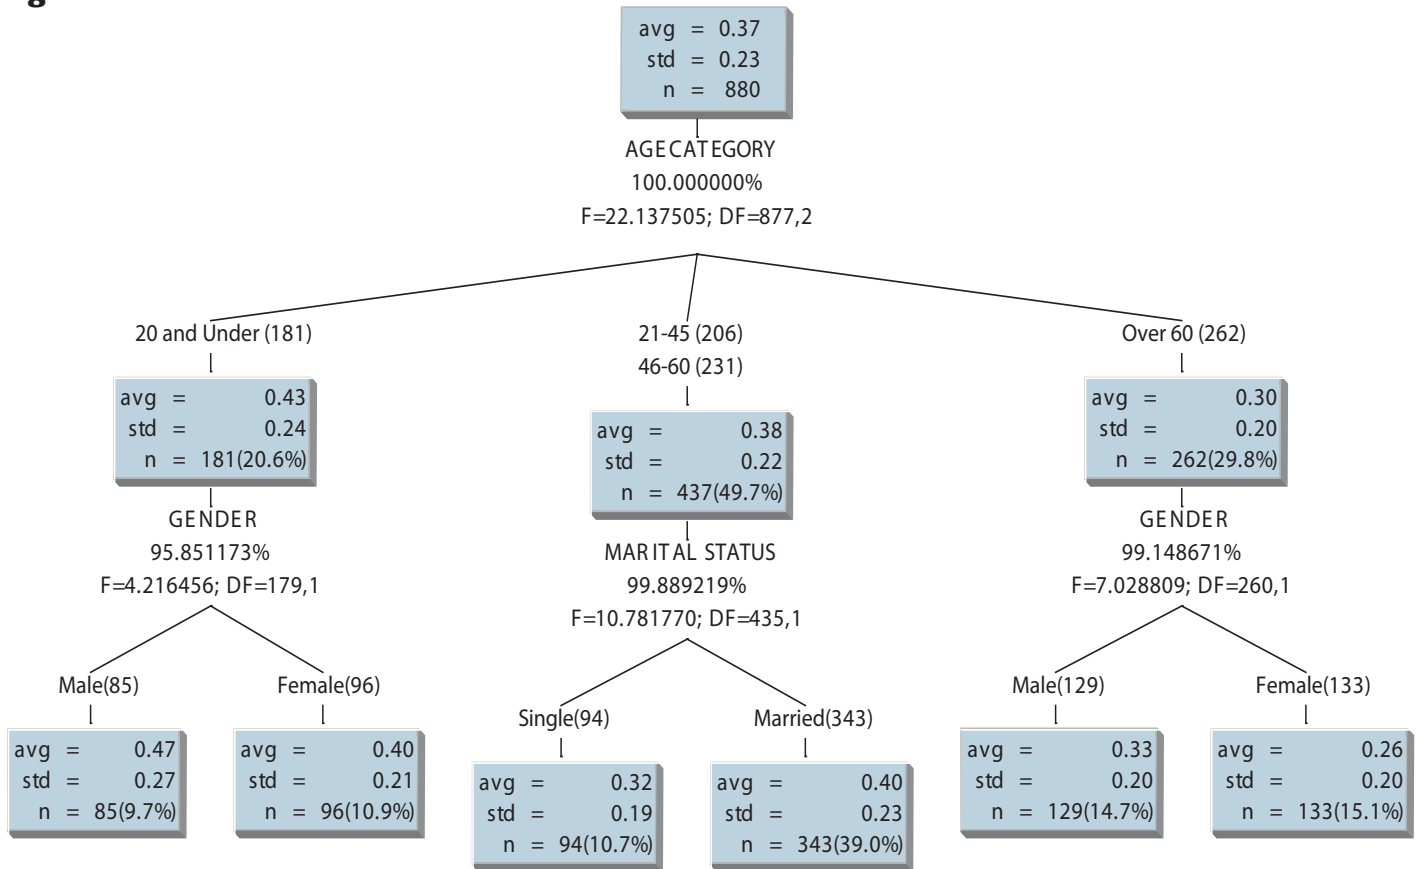 avg = 0.37
std = 0.23
n = 880
AGECATEGORY
100.000000%
F=22.137505; DF=877,2
20 and Under (181)
avg = 0.43
std = 0.24
n = 181(20.6%)
GENDER
95.851173%
F=4.216456; DF=179,1
Male(85)
avg = 0.47
std = 0.27
n = 85(9.7%)
Female(96)
avg = 0.40
std = 0.21
n = 96(10.9%)
21-45 (206)
46-60 (231)
avg = 0.38
std = 0.22
n = 437(49.7%)
MARITAL STATUS
99.889219%
F=10.781770; DF=435,1
Single(94)
avg = 0.32
std = 0.19
n = 94(10.7%)
Married(343)
avg = 0.40
std = 0.23
n = 343(39.0%)
Over 60 (262)
avg = 0.30
std = 0.20
n = 262(29.8%)
GENDER
99.148671%
F=7.028809; DF=260,1
Male(129)
avg = 0.33
std = 0.20
n = 129(14.7%)
Female(133)
avg = 0.26
std = 0.20
n = 133(15.1%)